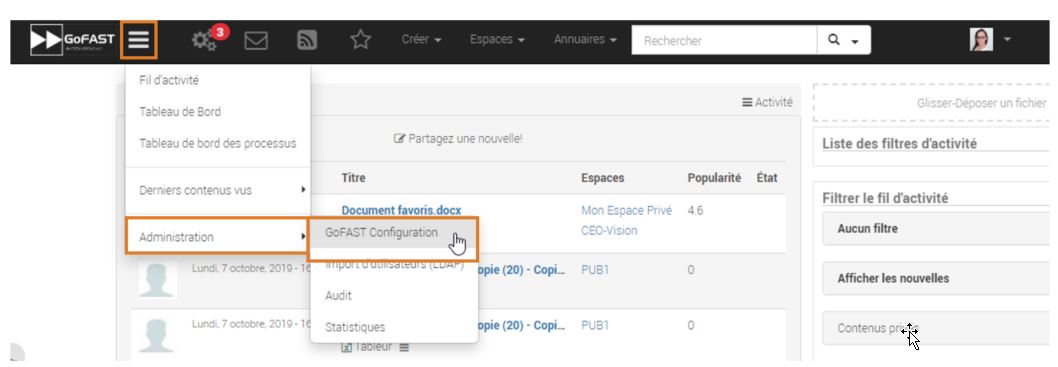 GoFAST
3
Créer
Espaces
Annuaires
Rechercher
Fil d'activité
Tableau de Bord
Tableau de bord des processus
Derniers contenus vus
Administration
GoFAST Configuration
Import d'utilisateurs (LDAP)
Audit
Statistiques
Activité
Partagez une nouvelle!
Titre Espaces Popularité État
Document favoris.docx Mon Espace Privé 4.6
CEO-Vision
Lundi, 7 octobre, 2019 - 16 opie (20) - Copi... PUB1 0
Lundi, 7 octobre, 2019 - 16 opie (20) - Copi... PUB1 0
Tableur
Glisser-Déposer un fichier
Liste des filtres d'activité
Filtrer le fil d'activité
Aucun filtre
Afficher les nouvelles
Contenus privés